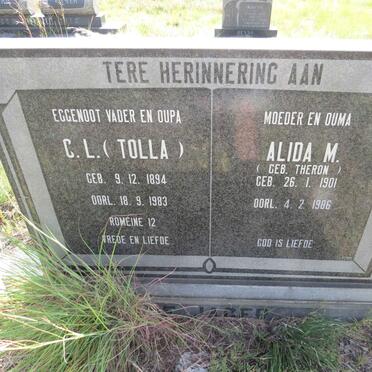 TERE HERINNERING AAN
EGGENOOT VADER EN OUPA
C. L. ( TOLLA )
GEB. 9. 12. 1894
OORL. 18. 9. 1983
ROMEINE 12
VREDE EN LIEFDE
MOEDER EN OUMA
ALIDA M.
( GEB. THERON )
GEB. 26. 1. 1901
OORL. 4. 2. 1986
GOD IS LIEFDE